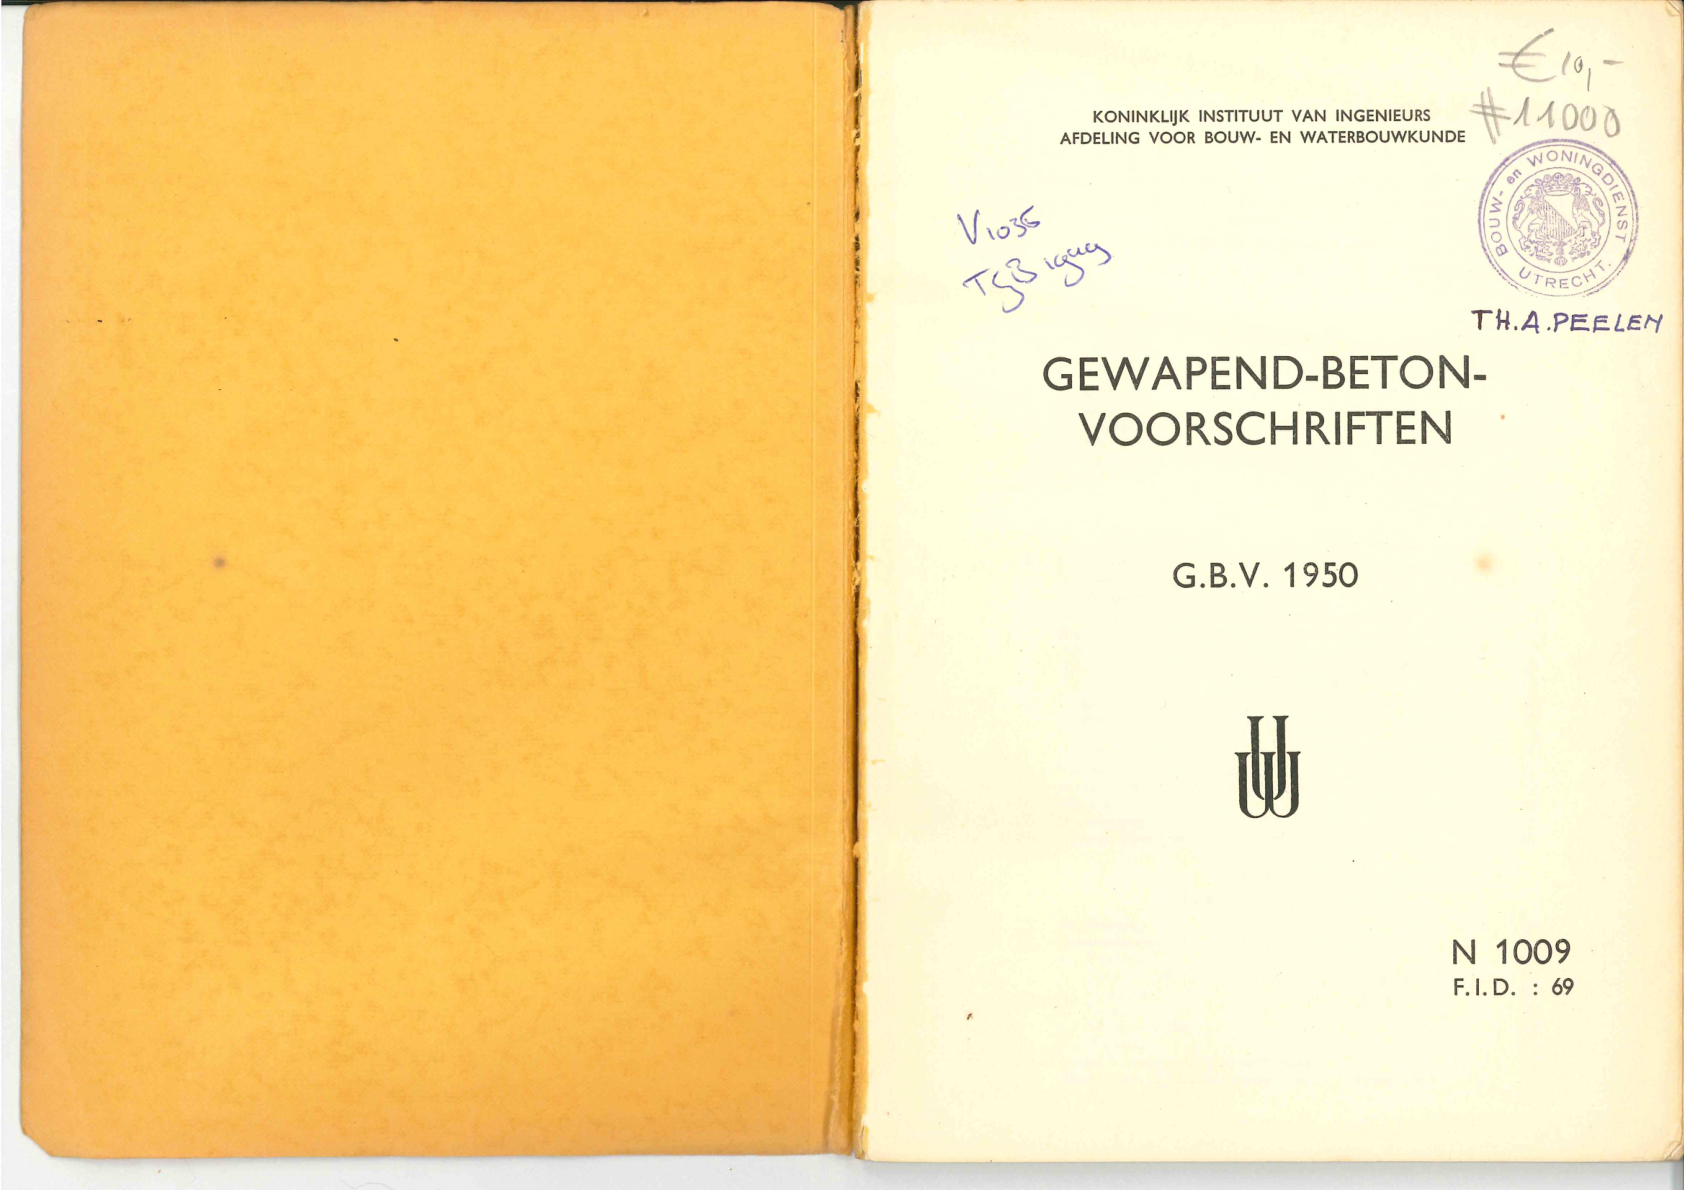 € 10,-
#11000
KONINKLIJK INSTITUUT VAN INGENIEURS
AFDELING VOOR BOUW- EN WATERBOUWKUNDE
BOUW- en WONINGDIENST
UTRECHT.
V1035
TGB
TH.A.PEELEN
GEWAPEND-BETON-
VOORSCHRIFTEN
G.B.V. 1950
N 1009
F.I.D. : 69